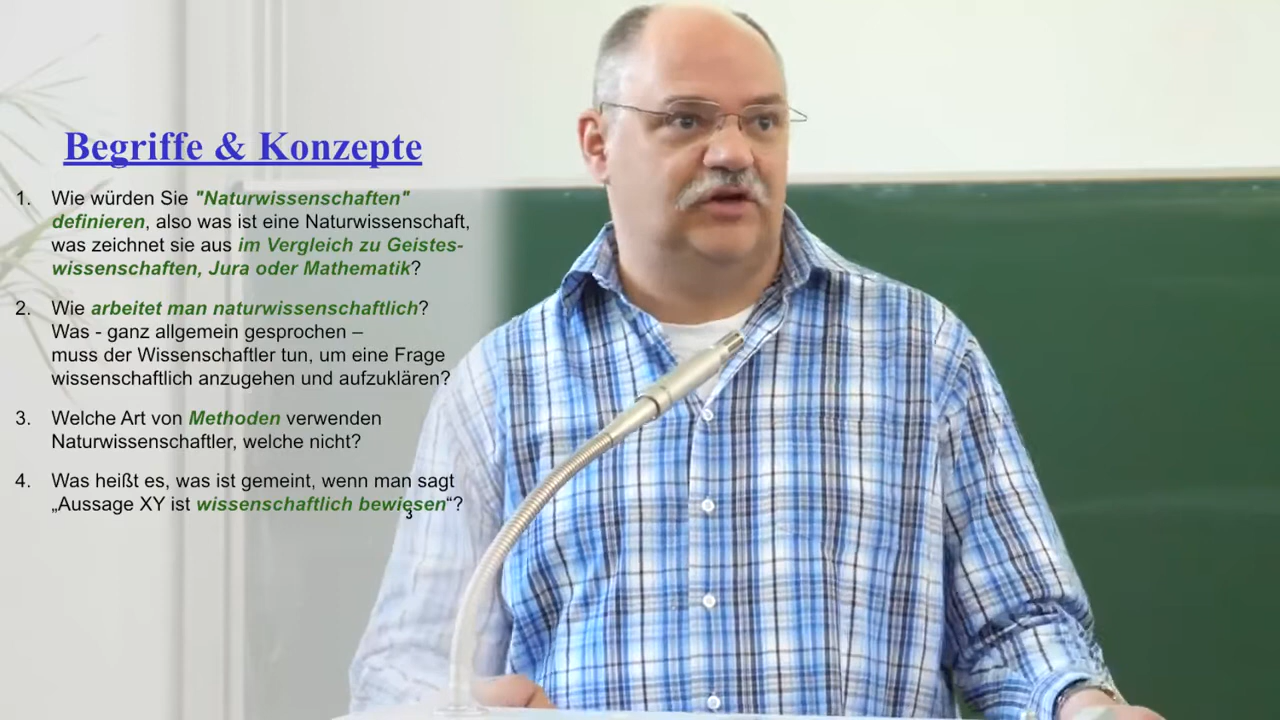 Begriffe & Konzepte
1. Wie würden Sie "Naturwissenschaften"
definieren, also was ist eine Naturwissenschaft,
was zeichnet sie aus im Vergleich zu Geistes-
wissenschaften, Jura oder Mathematik?
2. Wie arbeitet man naturwissenschaftlich?
Was - ganz allgemein gesprochen –
muss der Wissenschaftler tun, um eine Frage
wissenschaftlich anzugehen und aufzuklären?
3. Welche Art von Methoden verwenden
Naturwissenschaftler, welche nicht?
4. Was heißt es, was ist gemeint, wenn man sagt
„Aussage XY ist wissenschaftlich bewiesen“?
3